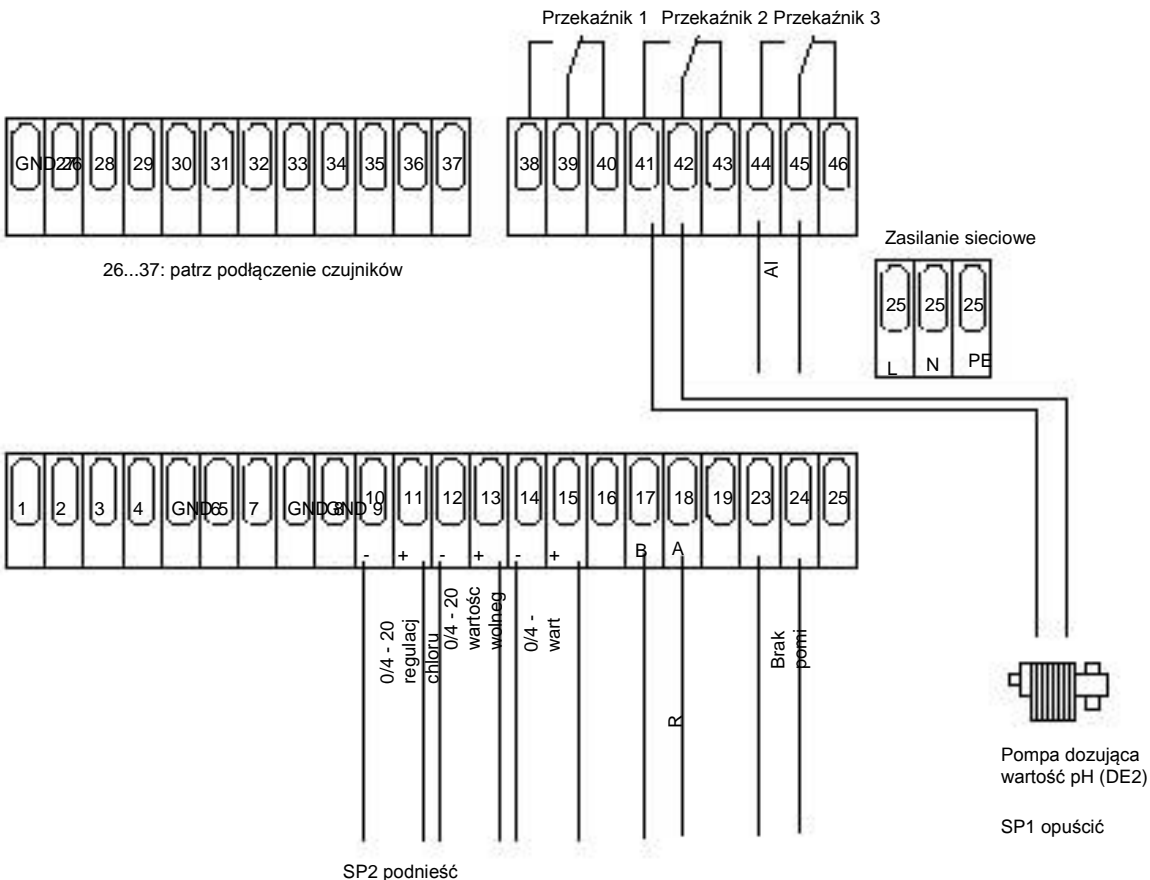 Przekaźnik 1 Przekaźnik 2 Przekaźnik 3
GND 26 27 28 29 30 31 32 33 34 35 36 37
38 39 40 41 42 43 44 45 46
26...37: patrz podłączenie czujników
Al
Zasilanie sieciowe
25 25 25
L N PE
1 2 3 4 GND 5 6 7 GND 8 GND 9 10 11 12 13 14 15 16 17 18 19 23 24 25
- + - + - + B A
0/4 - 20
regulacj
chloru
0/4 - 20
wartośc
wolneg
0/4 -
wart
R
Brak
pomi
Pompa dozująca
wartość pH (DE2)
SP1 opuścić
SP2 podnieść